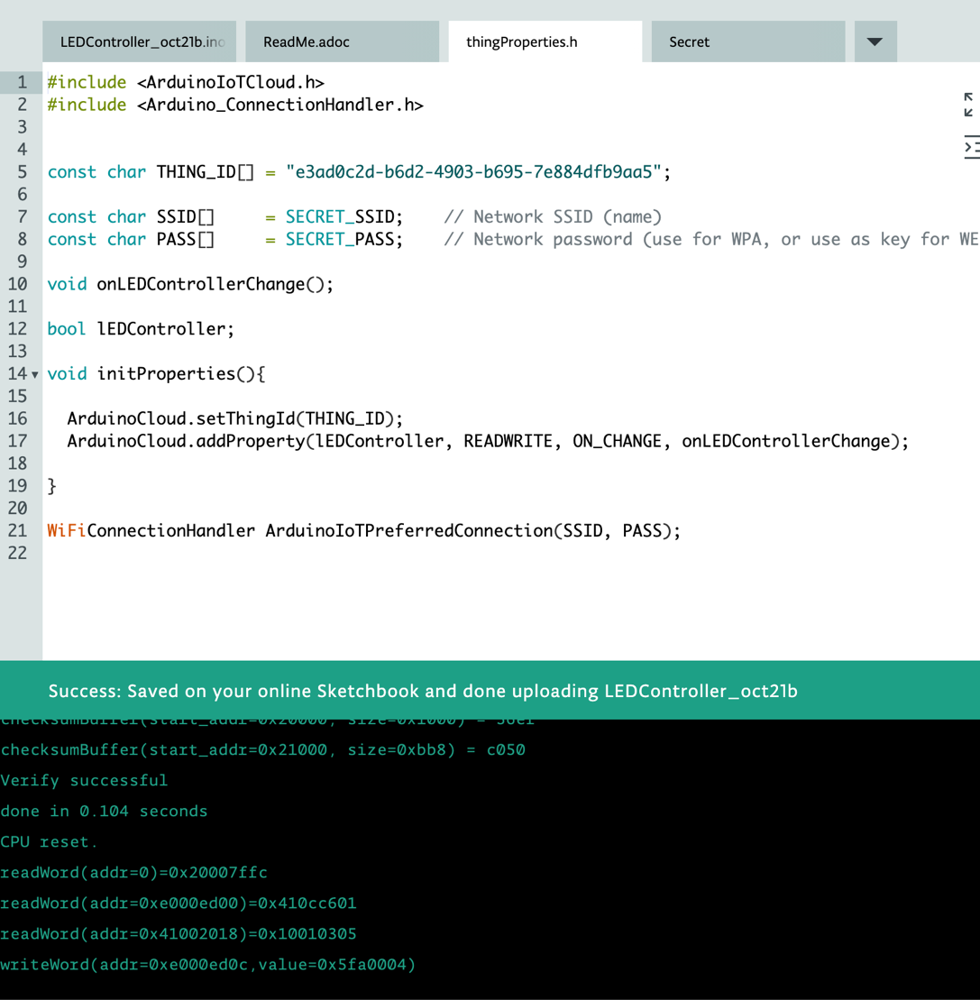 LEDController_oct21b.ino ReadMe.adoc thingProperties.h Secret
1 #include <ArduinoIoTCloud.h>
2 #include <Arduino_ConnectionHandler.h>
3
4
5 const char THING_ID[] = "e3ad0c2d-b6d2-4903-b695-7e884dfb9aa5";
6
7 const char SSID[]     = SECRET_SSID;    // Network SSID (name)
8 const char PASS[]     = SECRET_PASS;    // Network password (use for WPA, or use as key for WE
9
10 void onLEDControllerChange();
11
12 bool lEDController;
13
14 void initProperties(){
15
16   ArduinoCloud.setThingId(THING_ID);
17   ArduinoCloud.addProperty(lEDController, READWRITE, ON_CHANGE, onLEDControllerChange);
18
19 }
20
21 WiFiConnectionHandler ArduinoIoTPreferredConnection(SSID, PASS);
22
Success: Saved on your online Sketchbook and done uploading LEDController_oct21b
checksumBuffer(start_addr=0x20000, size=0x1000) =
checksumBuffer(start_addr=0x21000, size=0xbb8) = c050
Verify successful
done in 0.104 seconds
CPU reset.
readWord(addr=0)=0x20007ffc
readWord(addr=0xe000ed00)=0x410cc601
readWord(addr=0x41002018)=0x10010305
writeWord(addr=0xe000ed0c,value=0x5fa0004)